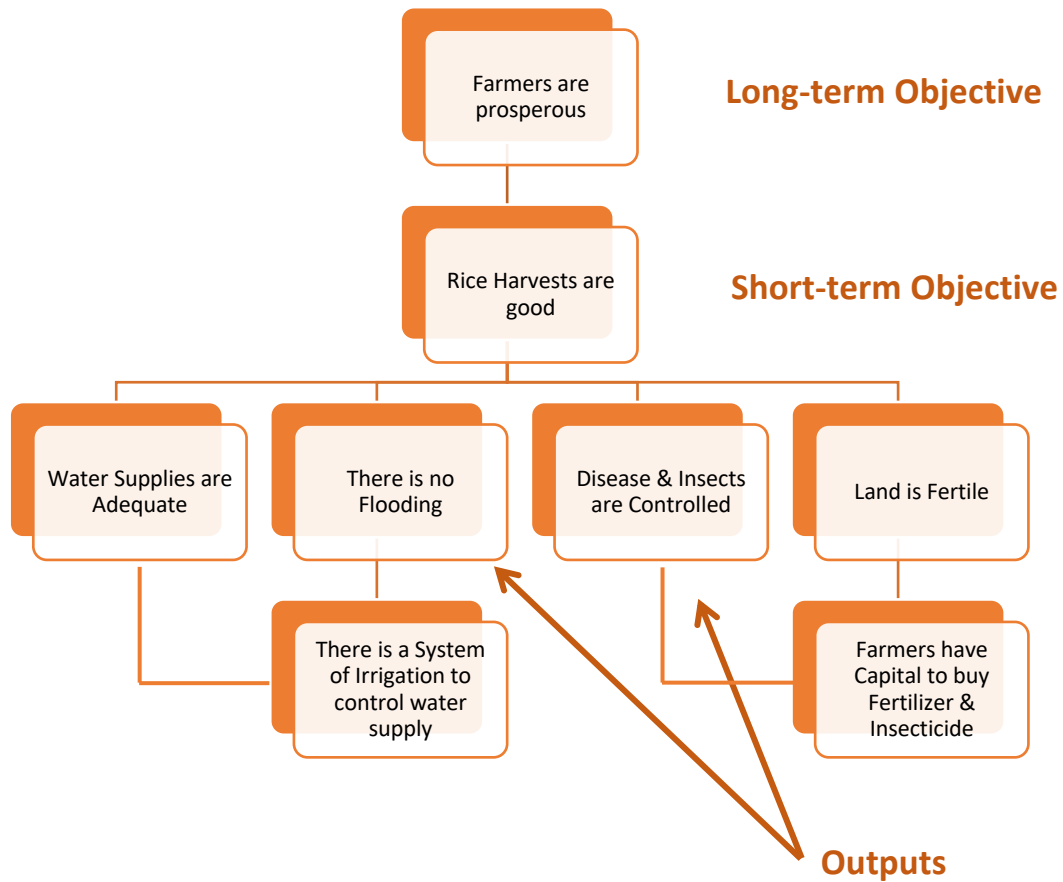 Farmers are
prosperous
Long-term Objective
Rice Harvests are
good
Short-term Objective
Water Supplies are
Adequate
There is no
Flooding
Disease & Insects
are Controlled
Land is Fertile
There is a System
of Irrigation to
control water
supply
Farmers have
Capital to buy
Fertilizer &
Insecticide
Outputs